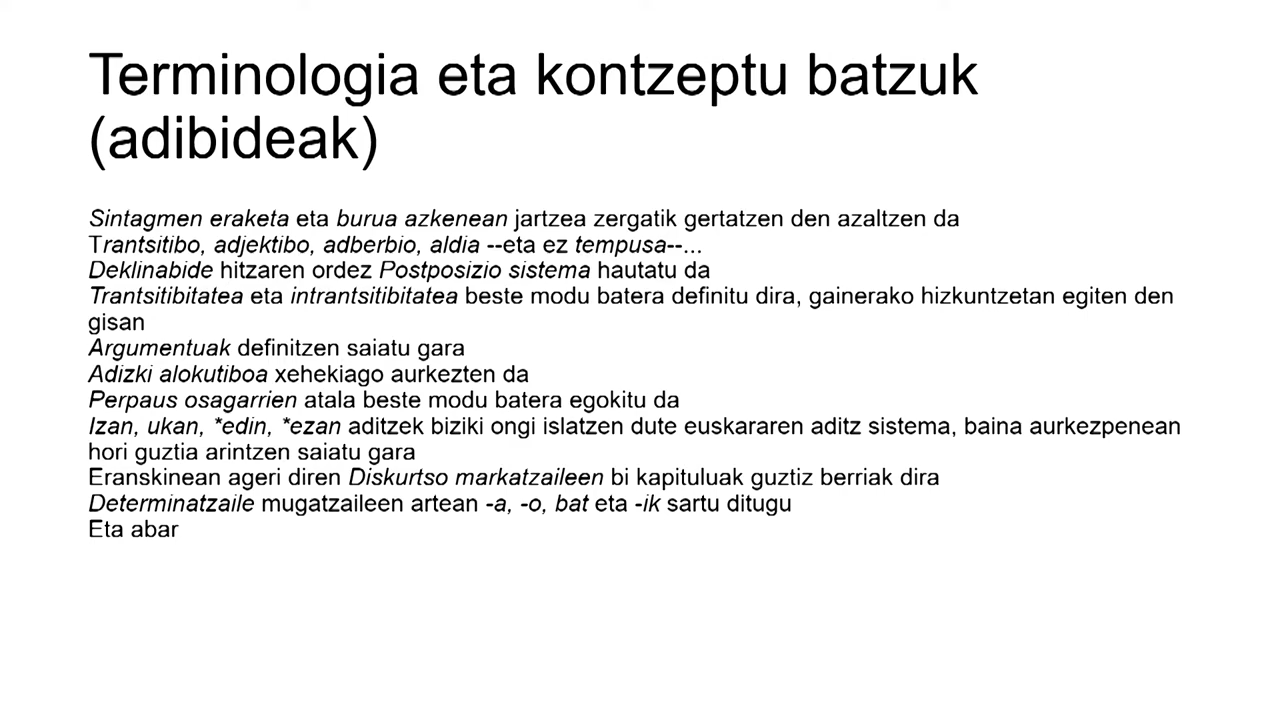 Terminologia eta kontzeptu batzuk
(adibideak)
Sintagmen eraketa eta burua azkenean jartzea zergatik gertatzen den azaltzen da
Trantsitibo, adjektibo, adberbio, aldia --eta ez tempusa--...
Deklinabide hitzaren ordez Postposizio sistema hautatu da
Trantsitibitatea eta intrantsitibitatea beste modu batera definitu dira, gainerako hizkuntzetan egiten den
gisan
Argumentuak definitzen saiatu gara
Adizki alokutiboa xehekiago aurkezten da
Perpaus osagarrien atala beste modu batera egokitu da
Izan, ukan, *edin, *ezan aditzek biziki ongi islatzen dute euskararen aditz sistema, baina aurkezpenean
hori guztia arintzen saiatu gara
Eranskinean ageri diren Diskurtso markatzaileen bi kapituluak guztiz berriak dira
Determinatzaile mugatzaileen artean -a, -o, bat eta -ik sartu ditugu
Eta abar